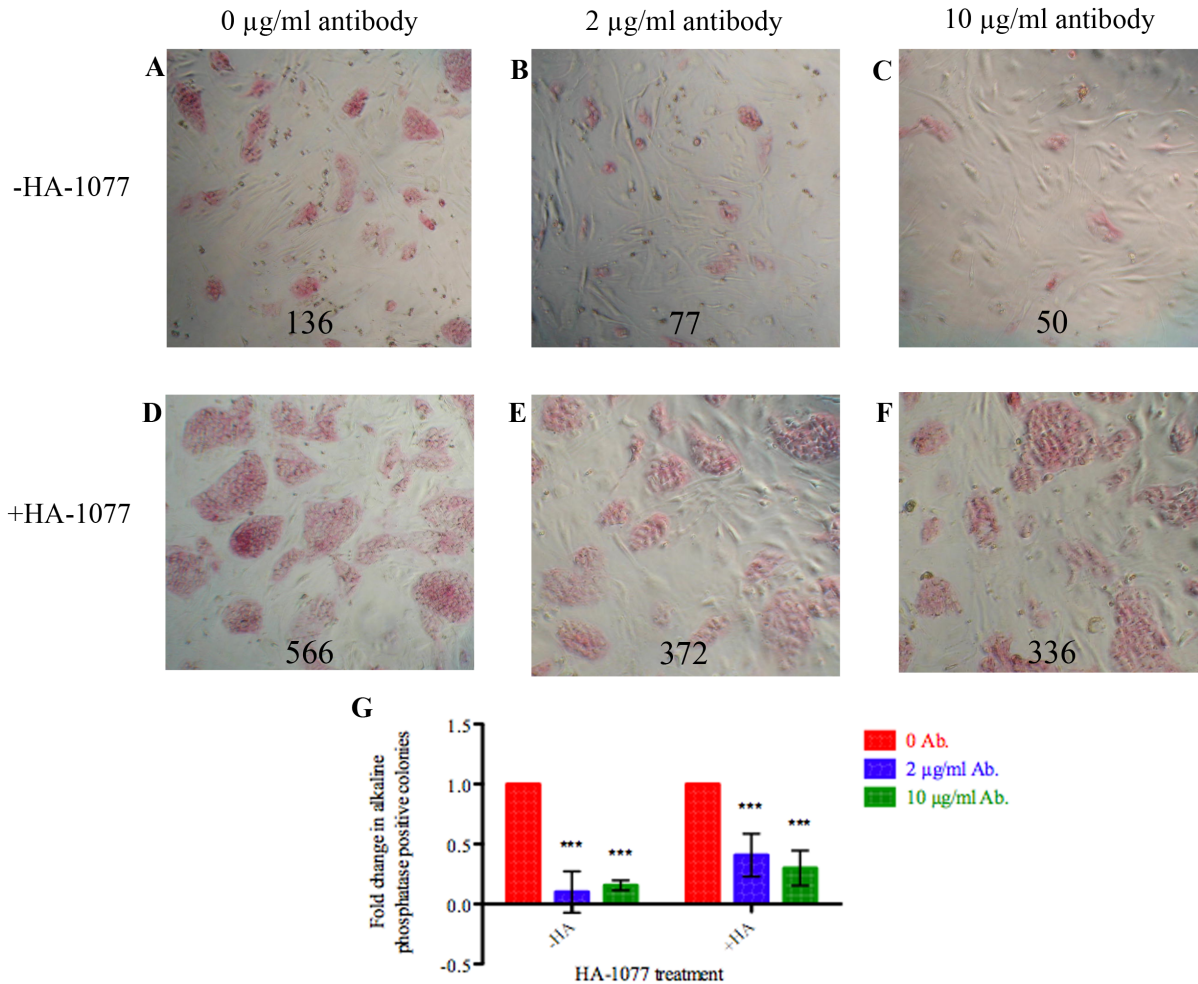 0 µg/ml antibody
2 µg/ml antibody
10 µg/ml antibody
A
B
C
-HA-1077
136
77
50
D
E
F
+HA-1077
566
372
336
G
Fold change in alkaline
phosphatase positive colonies
1.5
1.0
0.5
0.0
-0.5
***
***
***
***
-HA
+HA
HA-1077 treatment
0 Ab.
2 µg/ml Ab.
10 µg/ml Ab.